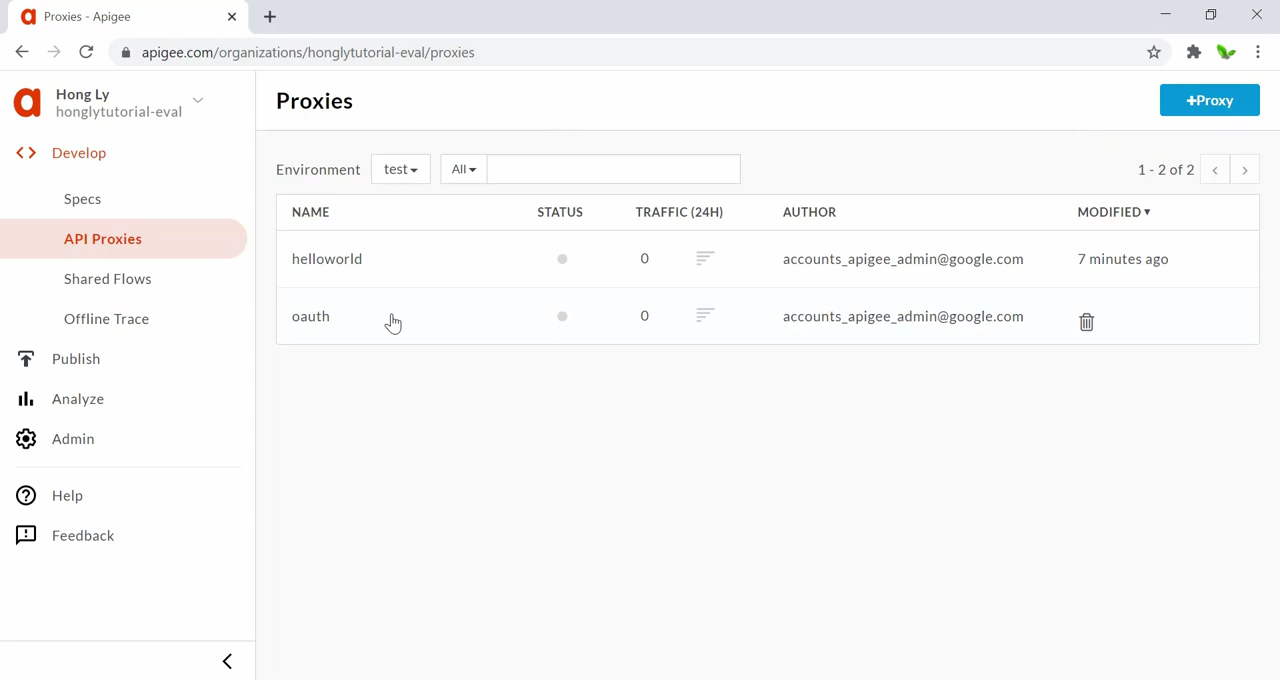 Proxies - Apigee
apigee.com/organizations/honglytutorial-eval/proxies
Hong Ly
honglytutorial-eval
Develop
Specs
API Proxies
Shared Flows
Offline Trace
Publish
Analyze
Admin
Help
Feedback
Proxies
+Proxy
Environment test All 1 - 2 of 2
NAME STATUS TRAFFIC (24H) AUTHOR MODIFIED
helloworld 0 accounts_apigee_admin@google.com 7 minutes ago
oauth 0 accounts_apigee_admin@google.com